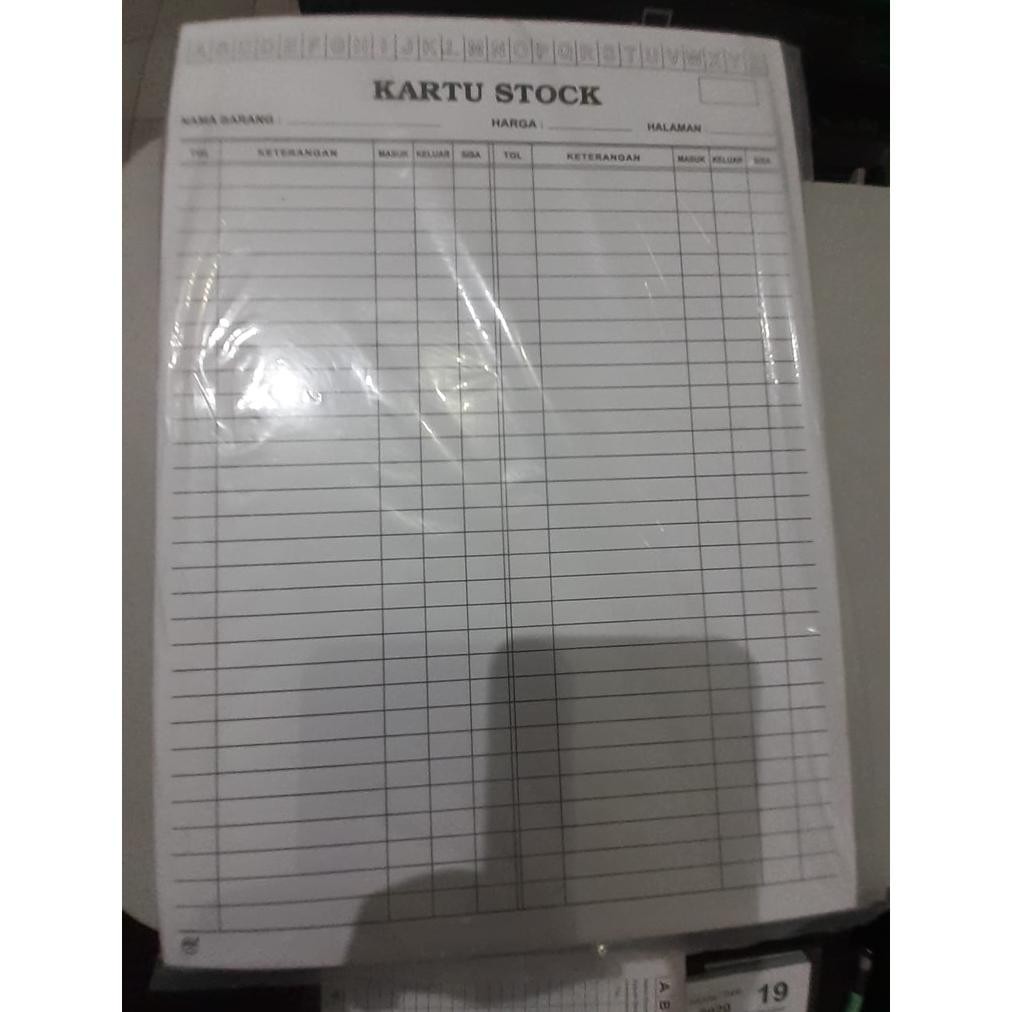 A B C D E F G H I J K L M N O P Q R S T U V W X Y Z
KARTU STOCK
NAMA BARANG : HARGA : HALAMAN
TGL KETERANGAN MASUK KELUAR SISA TGL KETERANGAN MASUK KELUAR SISA
A B
19